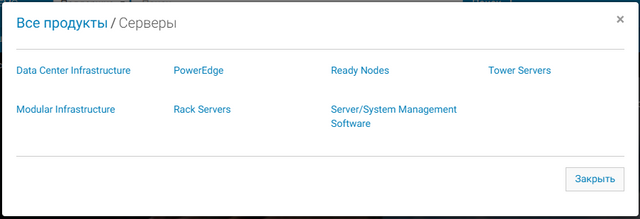 Все продукты / Серверы
×
Data Center Infrastructure
PowerEdge
Ready Nodes
Tower Servers
Modular Infrastructure
Rack Servers
Server/System Management
Software
Закрыть